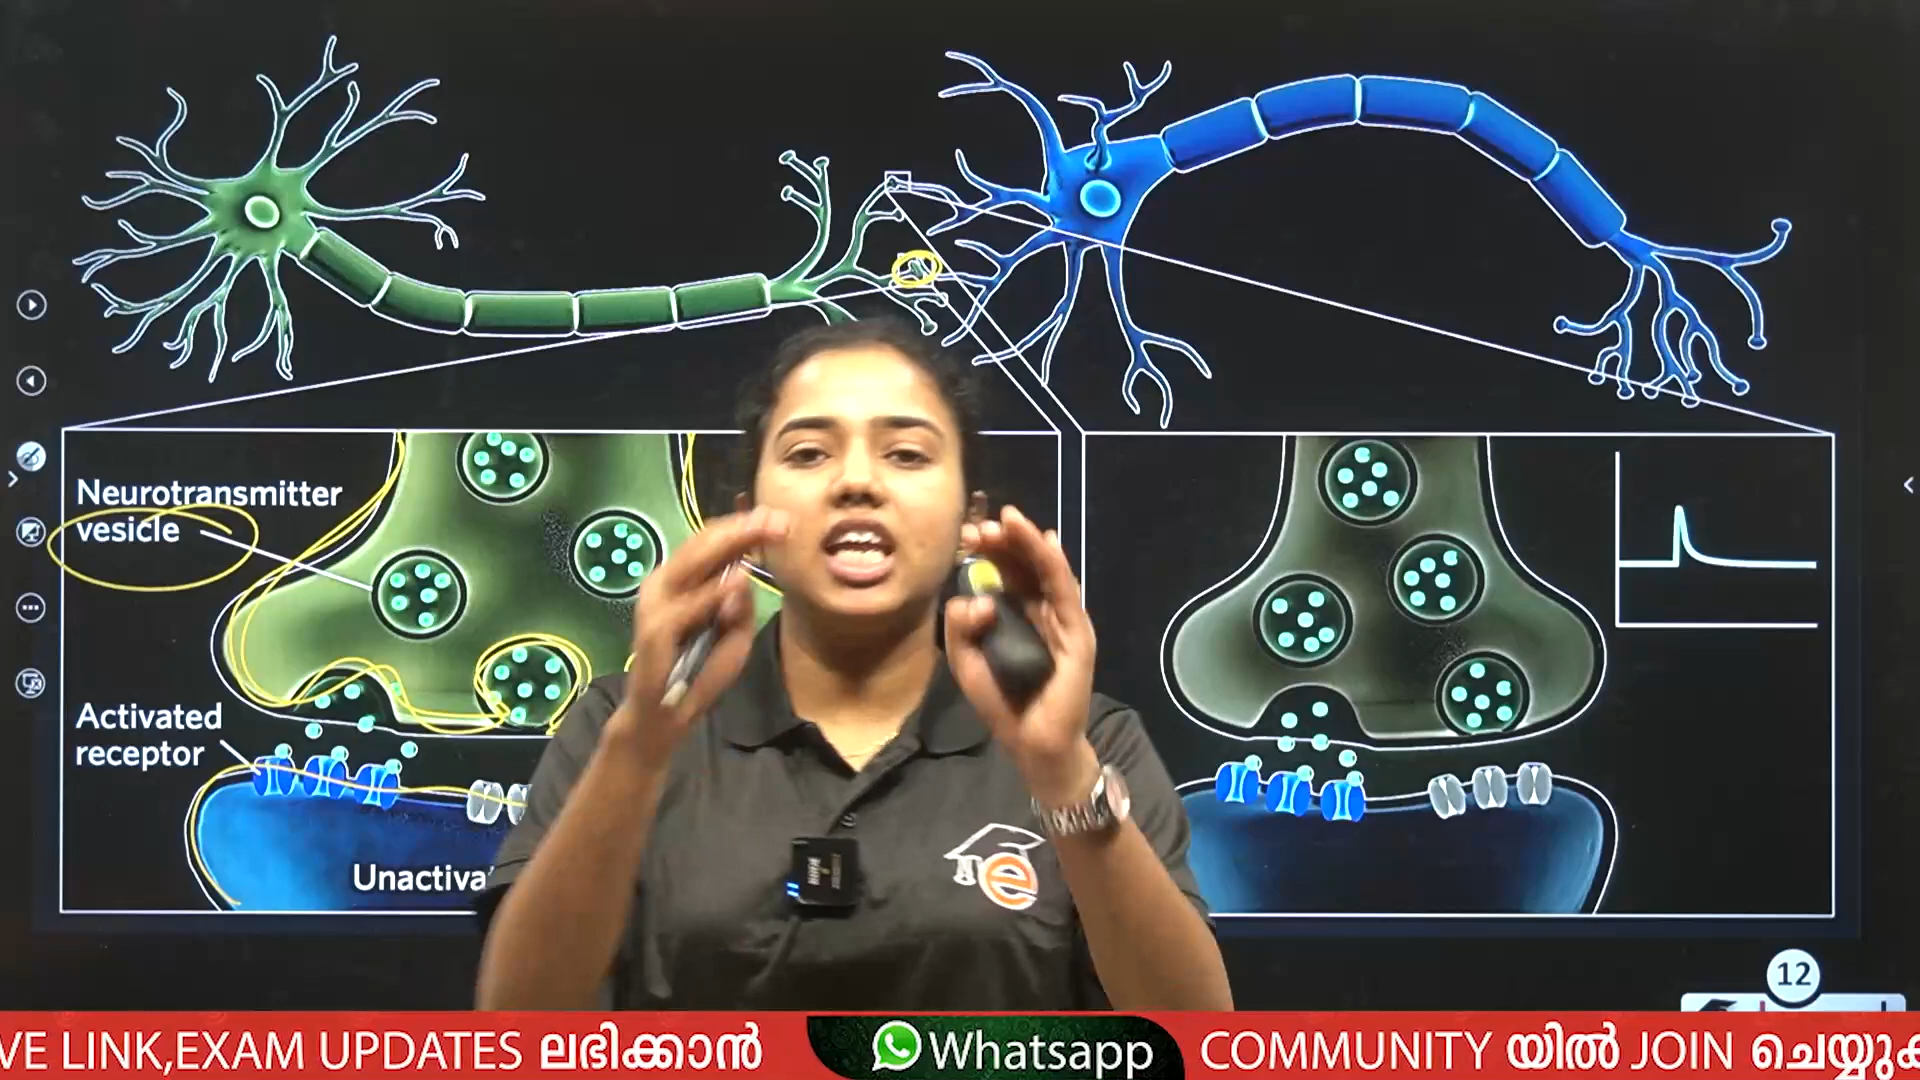 Neurotransmitter
vesicle
Activated
receptor
Unactiva
12
VE LINK,EXAM UPDATES ലഭിക്കാൻ
Whatsapp
COMMUNITY യിൽ JOIN ചെയ്യുക